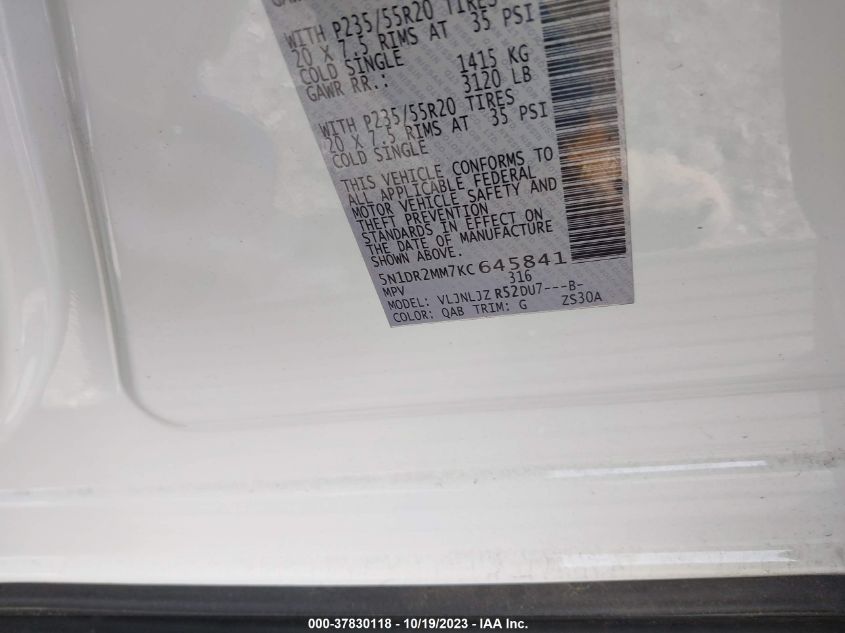 WITH P235/55R20 TIRES
20 X 7.5 RIMS AT 35 PSI
COLD SINGLE 1415 KG
GAWR RR.: 3120 LB
WITH P235/55R20 TIRES
20 X 7.5 RIMS AT 35 PSI
COLD SINGLE
THIS VEHICLE CONFORMS TO
ALL APPLICABLE FEDERAL
MOTOR VEHICLE SAFETY AND
THEFT PREVENTION
STANDARDS IN EFFECT ON
THE DATE OF MANUFACTURE
SHOWN ABOVE.
5N1DR2MM7KC645841
MPV 316
MODEL: VLJNLJZ R52DU7---B-
COLOR: QAB TRIM: G ZS30A
000-37830118 - 10/19/2023 - IAA Inc.